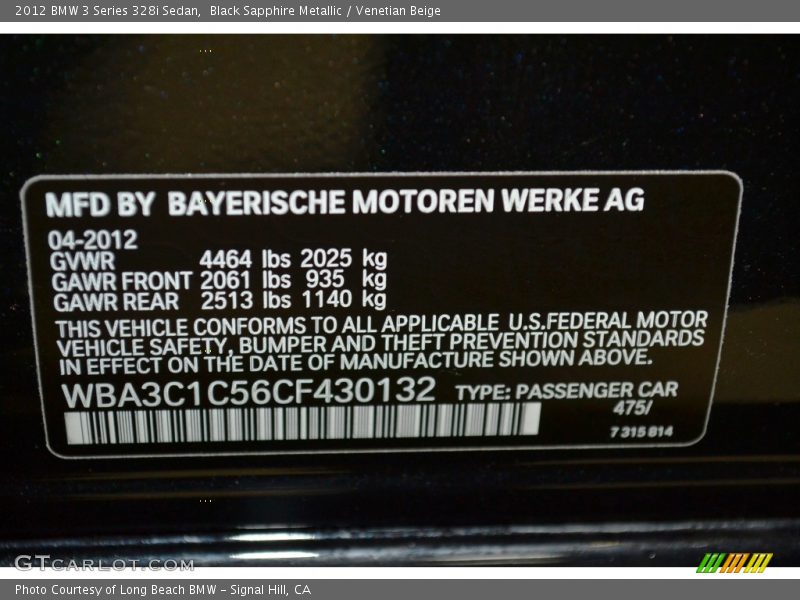 2012 BMW 3 Series 328i Sedan,  Black Sapphire Metallic / Venetian Beige
MFD BY BAYERISCHE MOTOREN WERKE AG
04-2012
GVWR 4464 lbs 2025 kg
GAWR FRONT 2061 lbs 935 kg
GAWR REAR 2513 lbs 1140 kg
THIS VEHICLE CONFORMS TO ALL APPLICABLE U.S.FEDERAL MOTOR
VEHICLE SAFETY, BUMPER AND THEFT PREVENTION STANDARDS
IN EFFECT ON THE DATE OF MANUFACTURE SHOWN ABOVE.
WBA3C1C56CF430132 TYPE: PASSENGER CAR
475/
7 315 814
GTCARLOT.COM
Photo Courtesy of Long Beach BMW - Signal Hill, CA